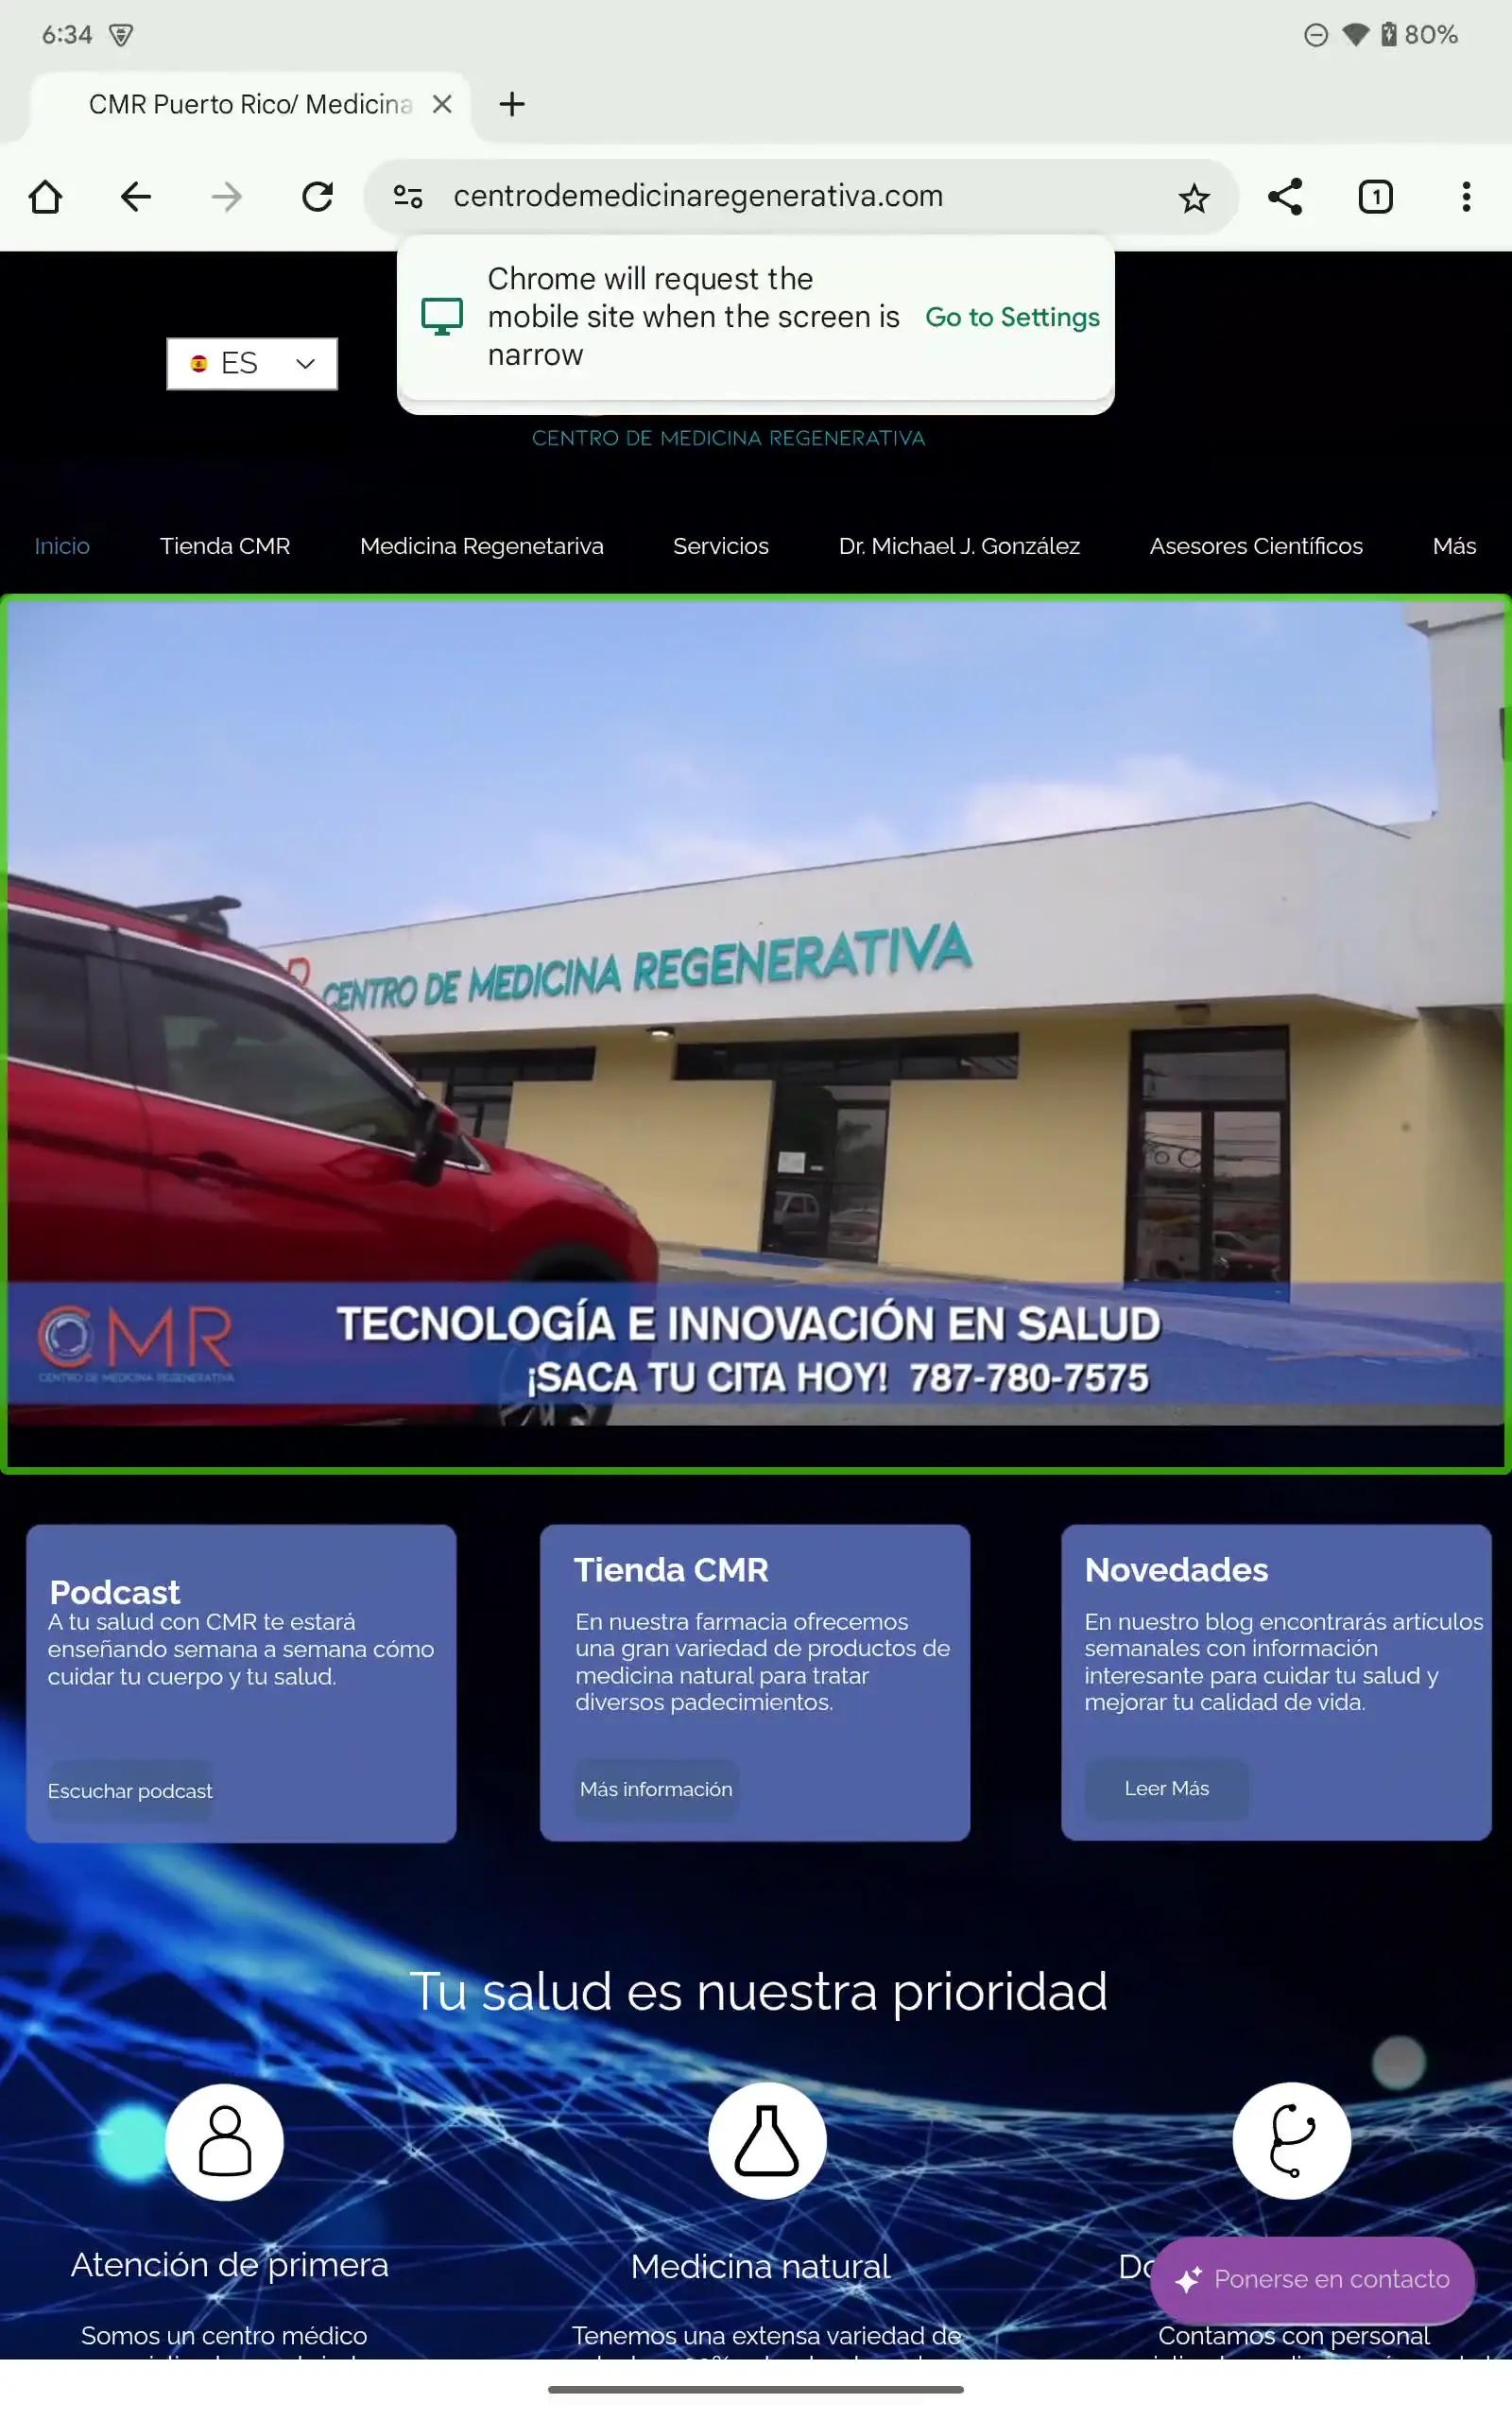 6:34
80%
CMR Puerto Rico/ Medicina
centrodemedicinaregenerativa.com
1
Chrome will request the
mobile site when the screen is
narrow
Go to Settings
ES
CENTRO DE MEDICINA REGENERATIVA
Inicio
Tienda CMR
Medicina Regenetariva
Servicios
Dr. Michael J. González
Asesores Científicos
Más
CENTRO DE MEDICINA REGENERATIVA
CMR
CENTRO DE MEDICINA REGENERATIVA
TECNOLOGÍA E INNOVACIÓN EN SALUD
¡SACA TU CITA HOY! 787-780-7575
Podcast
A tu salud con CMR te estará
enseñando semana a semana cómo
cuidar tu cuerpo y tu salud.
Escuchar podcast
Tienda CMR
En nuestra farmacia ofrecemos
una gran variedad de productos de
medicina natural para tratar
diversos padecimientos.
Más información
Novedades
En nuestro blog encontrarás artículos
semanales con información
interesante para cuidar tu salud y
mejorar tu calidad de vida.
Leer Más
Tu salud es nuestra prioridad
Atención de primera
Somos un centro médico
Medicina natural
Tenemos una extensa variedad de
Ponerse en contacto
Contamos con personal